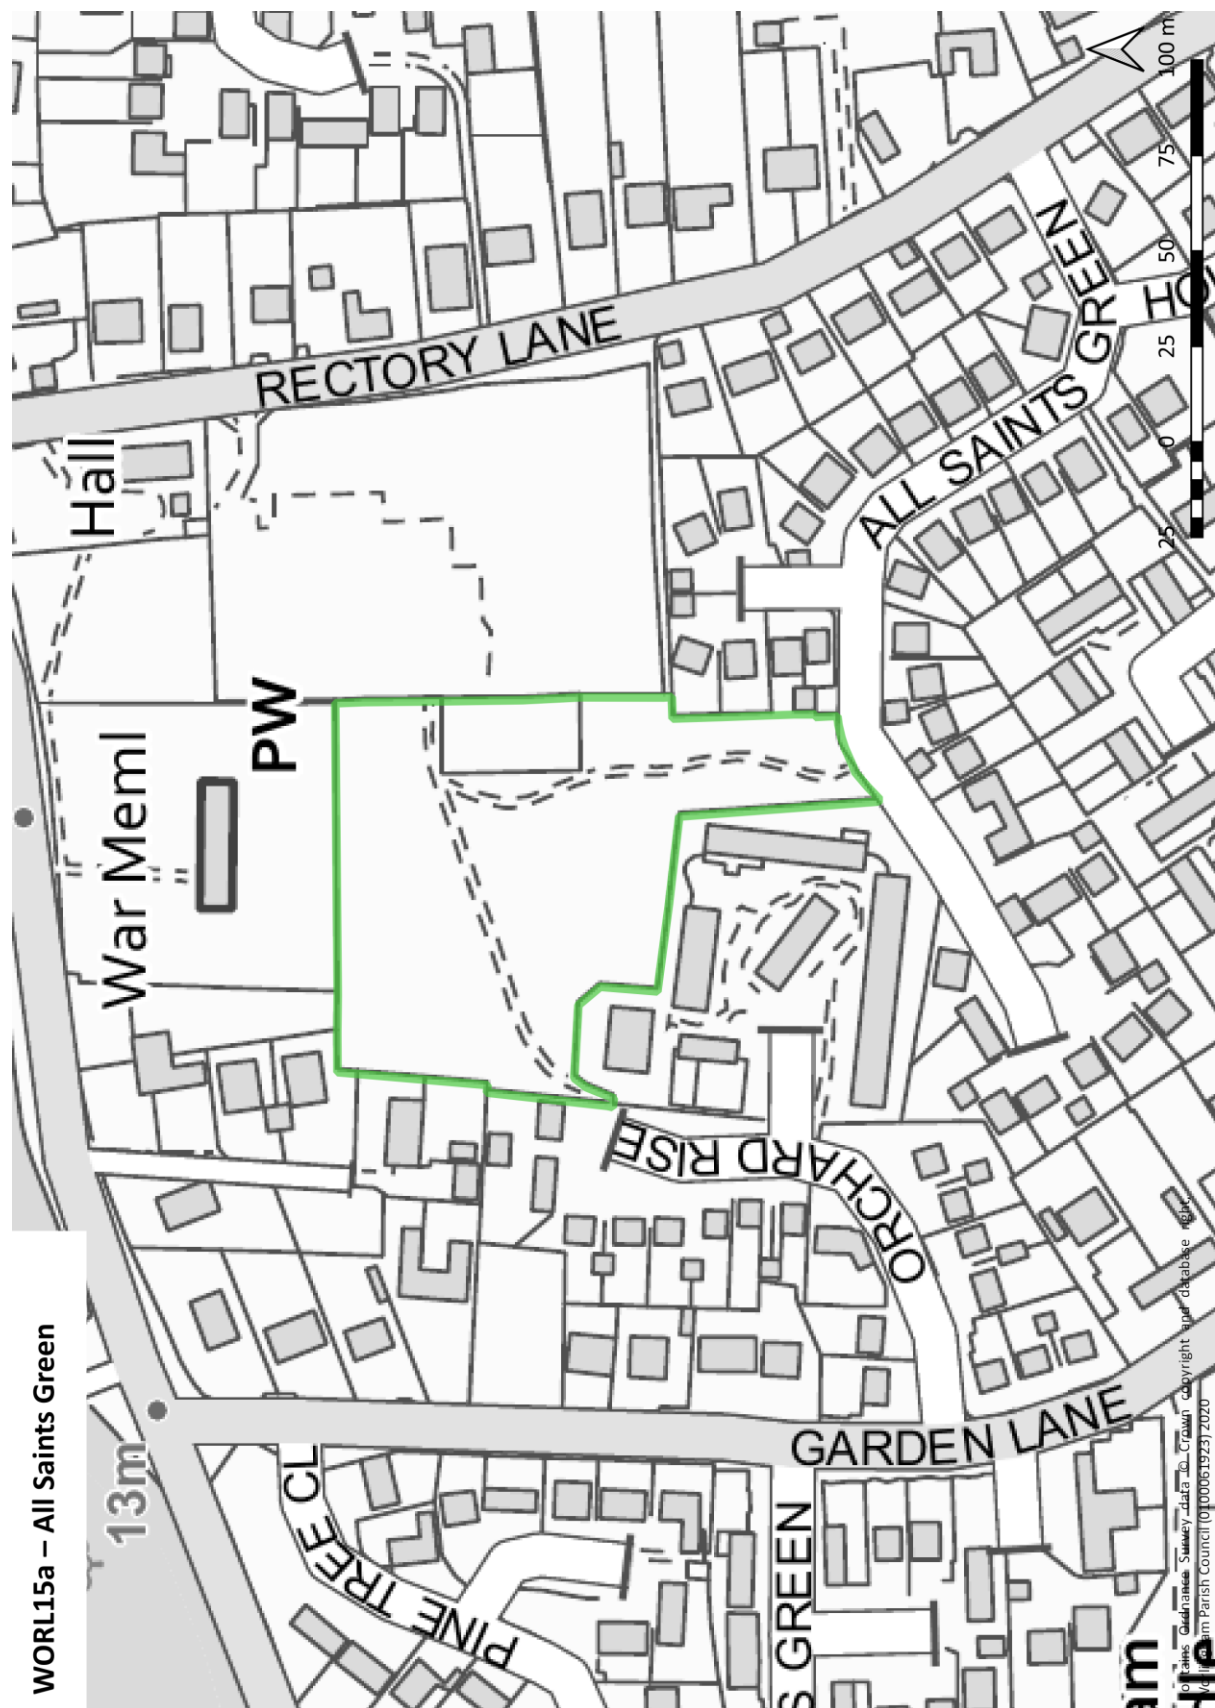 WORL15a – All Saints Green
13m
War Meml
PW
Hall
RECTORY LANE
PINE TREE CL
GARDEN LANE
ORCHARD RISE
ALL SAINTS GREEN
S GREEN
HOU
25 0 25 50 75 100 m
Ordnance Survey data © Crown copyright and database right
Parish Council (0100061923) 2020